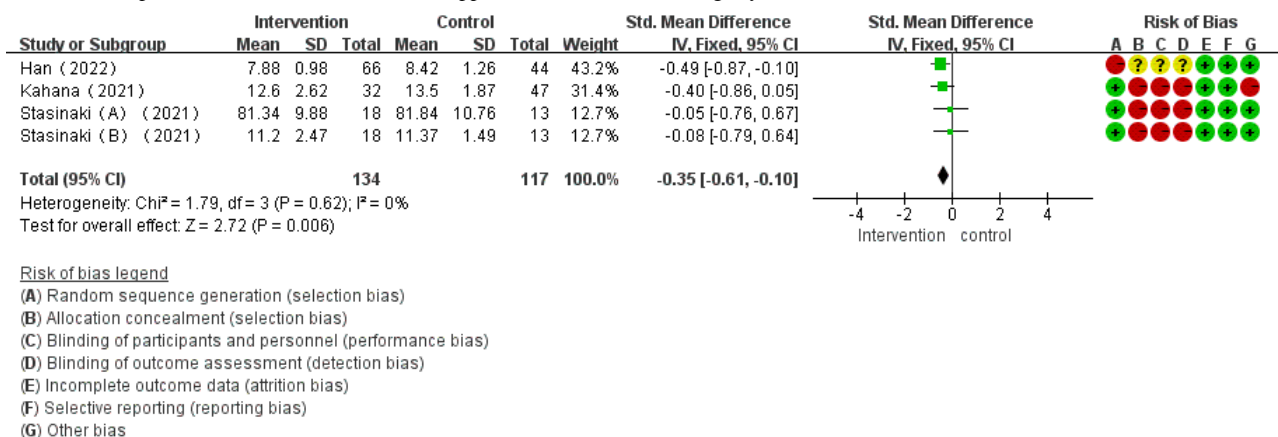 Intervention Control Std. Mean Difference Std. Mean Difference Risk of Bias
Study or Subgroup Mean SD Total Mean SD Total Weight IV, Fixed, 95% CI IV, Fixed, 95% CI A B C D E F G
Han (2022) 7.88 0.98 66 8.42 1.26 44 43.2% -0.49 [-0.87, -0.10] - ? ? ? + + +
Kahana (2021) 12.6 2.62 32 13.5 1.87 47 31.4% -0.40 [-0.86, 0.05] + - - - + + -
Stasinaki (A) (2021) 81.34 9.88 18 81.84 10.76 13 12.7% -0.05 [-0.76, 0.67] + - - - + + +
Stasinaki (B) (2021) 11.2 2.47 18 11.37 1.49 13 12.7% -0.08 [-0.79, 0.64] + - - - + + +
Total (95% CI) 134 117 100.0% -0.35 [-0.61, -0.10]
Heterogeneity: Chi² = 1.79, df = 3 (P = 0.62); I² = 0%
Test for overall effect: Z = 2.72 (P = 0.006)
-4 -2 0 2 4
Intervention control
Risk of bias legend
(A) Random sequence generation (selection bias)
(B) Allocation concealment (selection bias)
(C) Blinding of participants and personnel (performance bias)
(D) Blinding of outcome assessment (detection bias)
(E) Incomplete outcome data (attrition bias)
(F) Selective reporting (reporting bias)
(G) Other bias